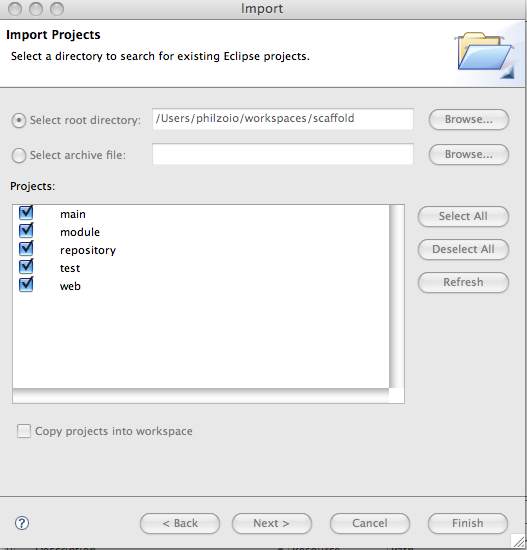 Import
Import Projects
Select a directory to search for existing Eclipse projects.
Select root directory: /Users/philzoio/workspaces/scaffold Browse...
Select archive file: Browse...
Projects:
main
module
repository
test
web
Select All
Deselect All
Refresh
Copy projects into workspace
? < Back Next > Cancel Finish